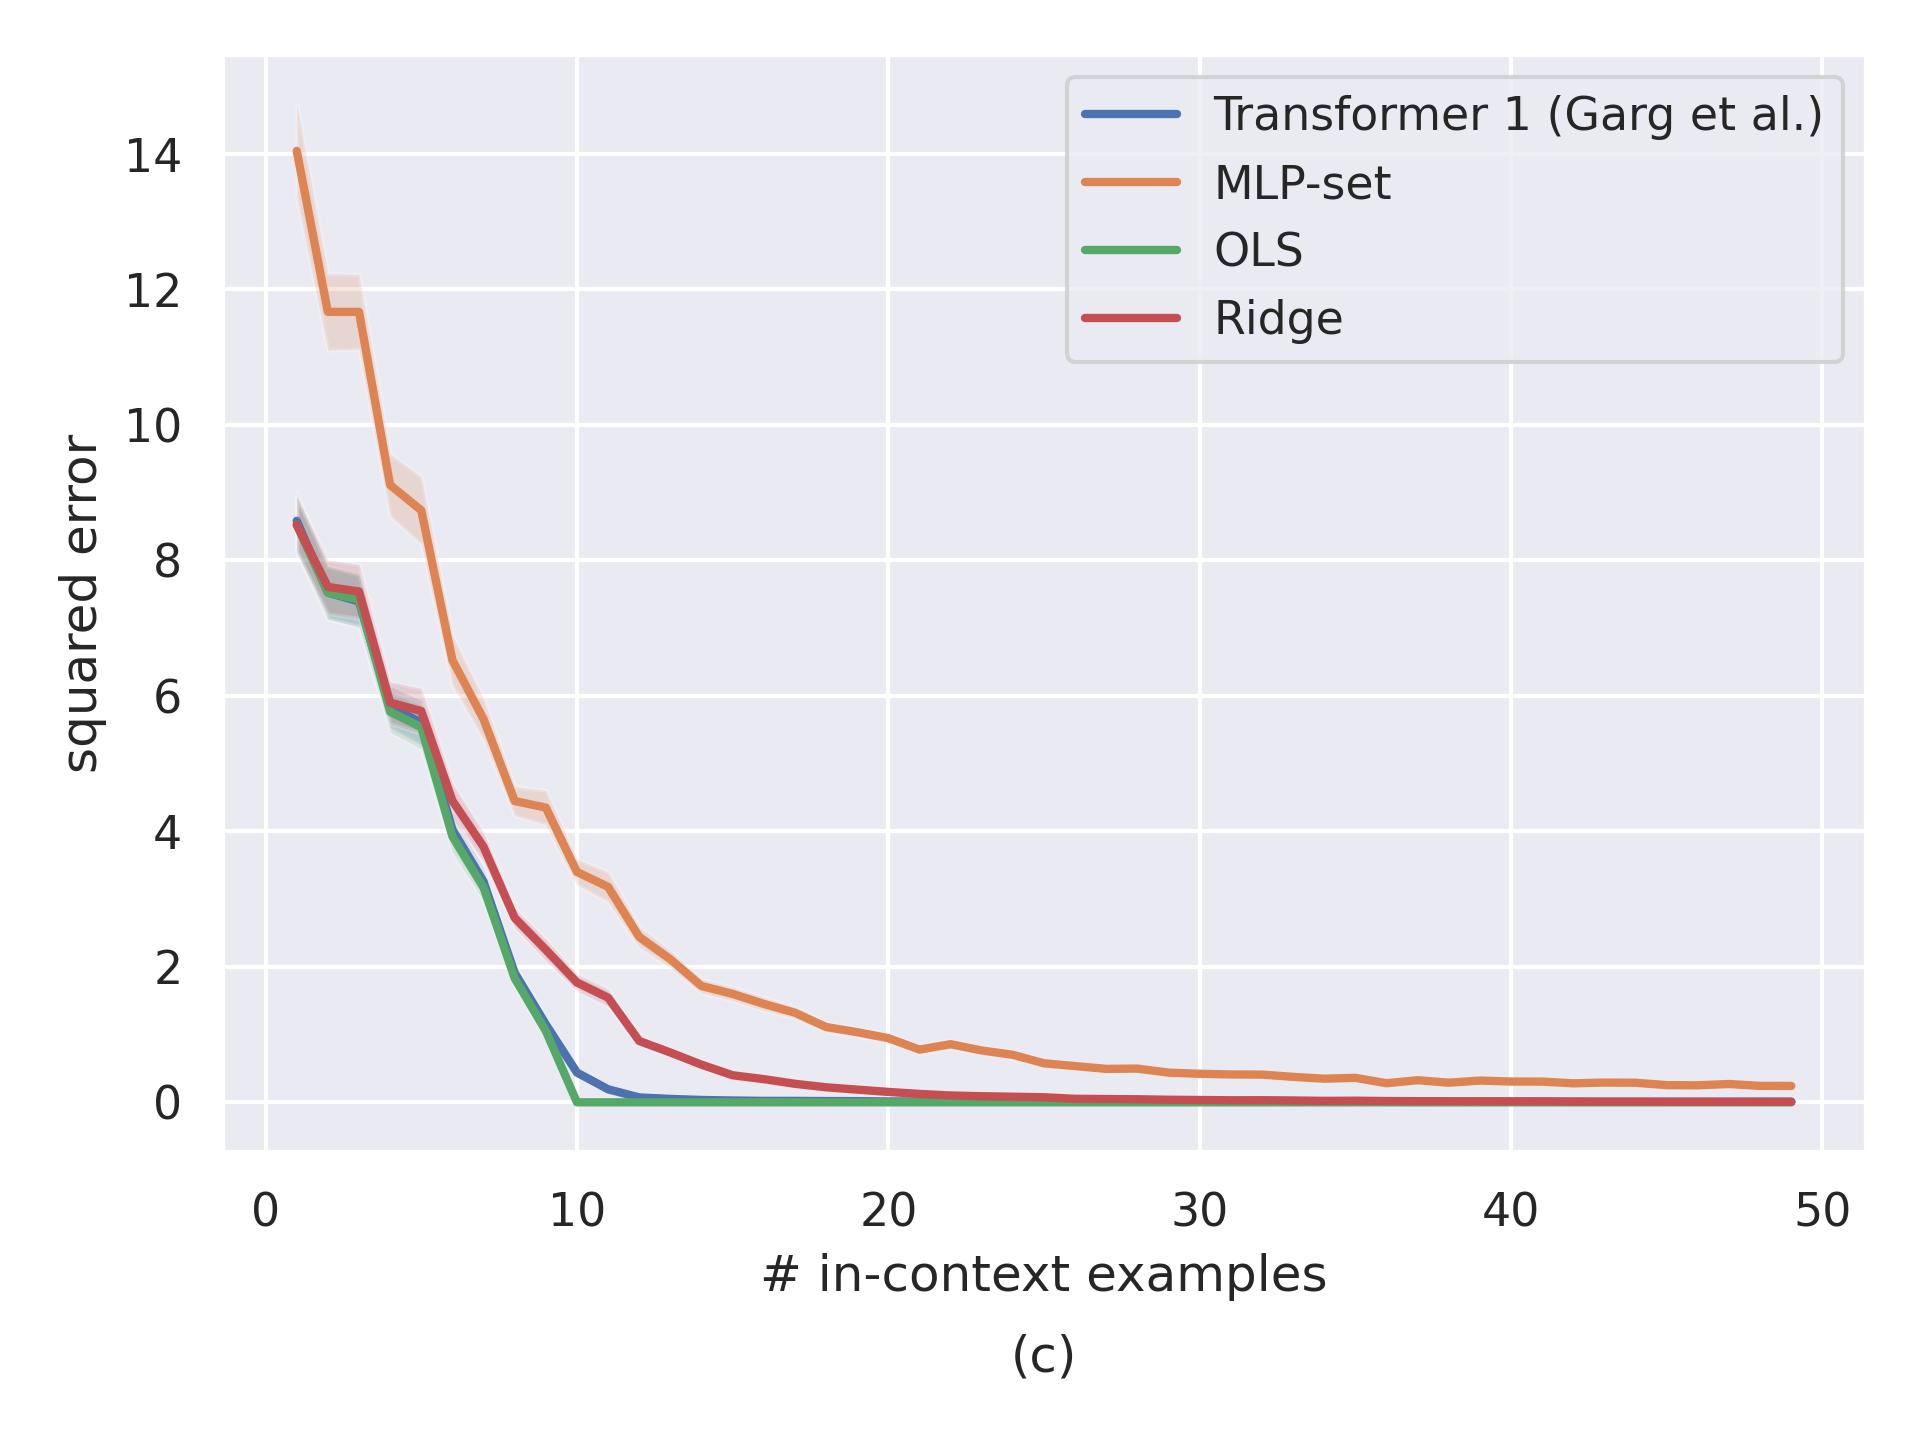 Transformer 1 (Garg et al.)
MLP-set
OLS
Ridge
14
12
10
8
6
4
2
0
squared error
0 10 20 30 40 50
# in-context examples
(c)